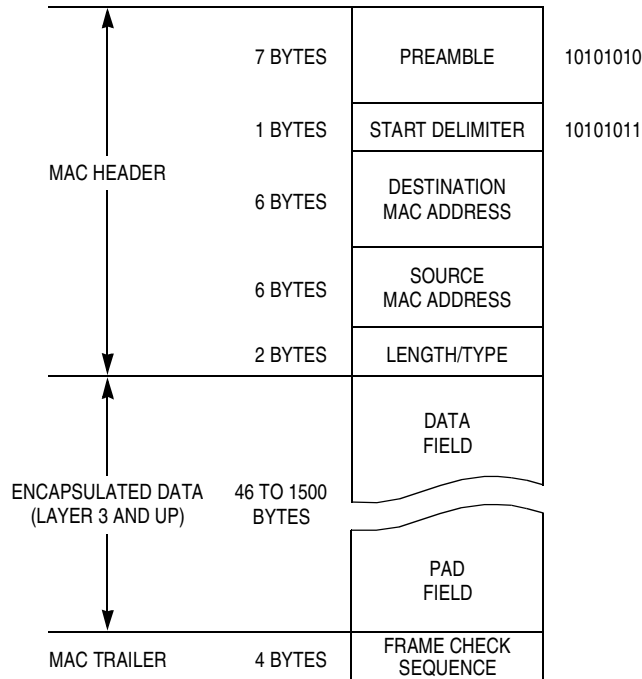 7 BYTES PREAMBLE 10101010
1 BYTES START DELIMITER 10101011
MAC HEADER
6 BYTES DESTINATION
MAC ADDRESS
6 BYTES SOURCE
MAC ADDRESS
2 BYTES LENGTH/TYPE
DATA
FIELD
ENCAPSULATED DATA
(LAYER 3 AND UP)
46 TO 1500
BYTES
PAD
FIELD
MAC TRAILER 4 BYTES FRAME CHECK
SEQUENCE